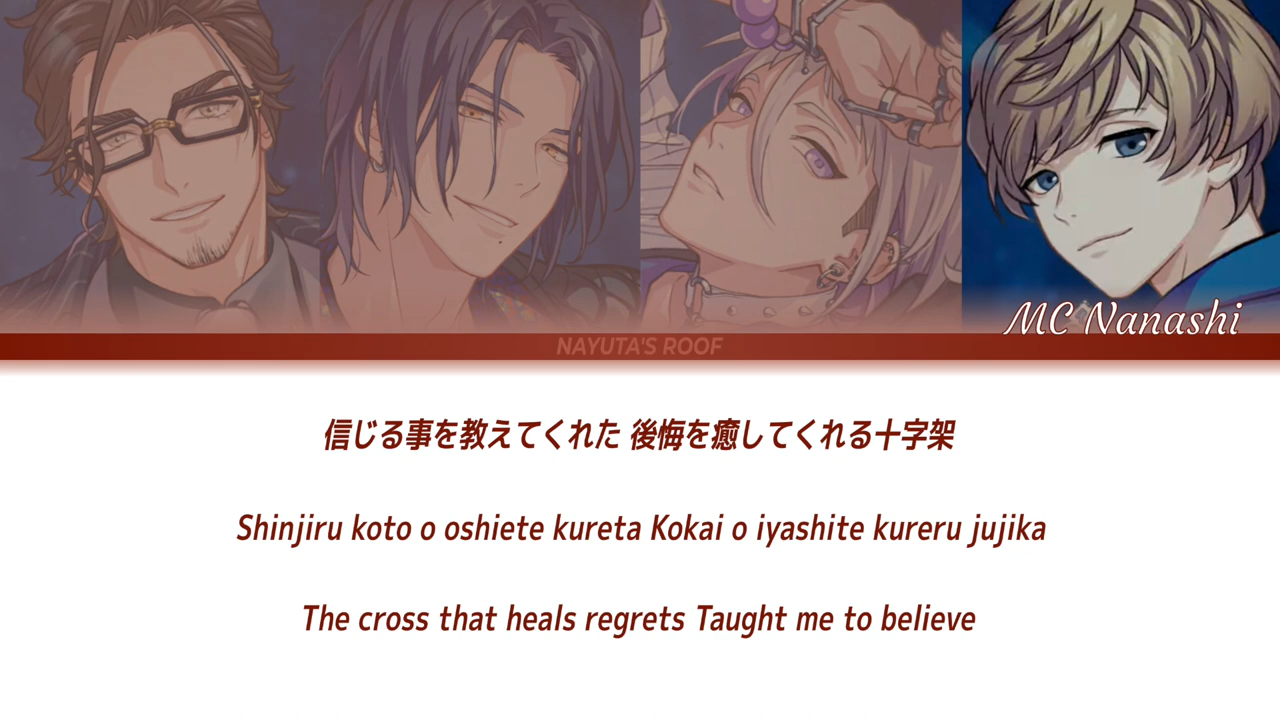 MC Nanashi
NAYUTA'S ROOF
信じる事を教えてくれた 後悔を癒してくれる十字架
Shinjiru koto o oshiete kureta Kokai o iyashite kureru jujika
The cross that heals regrets Taught me to believe